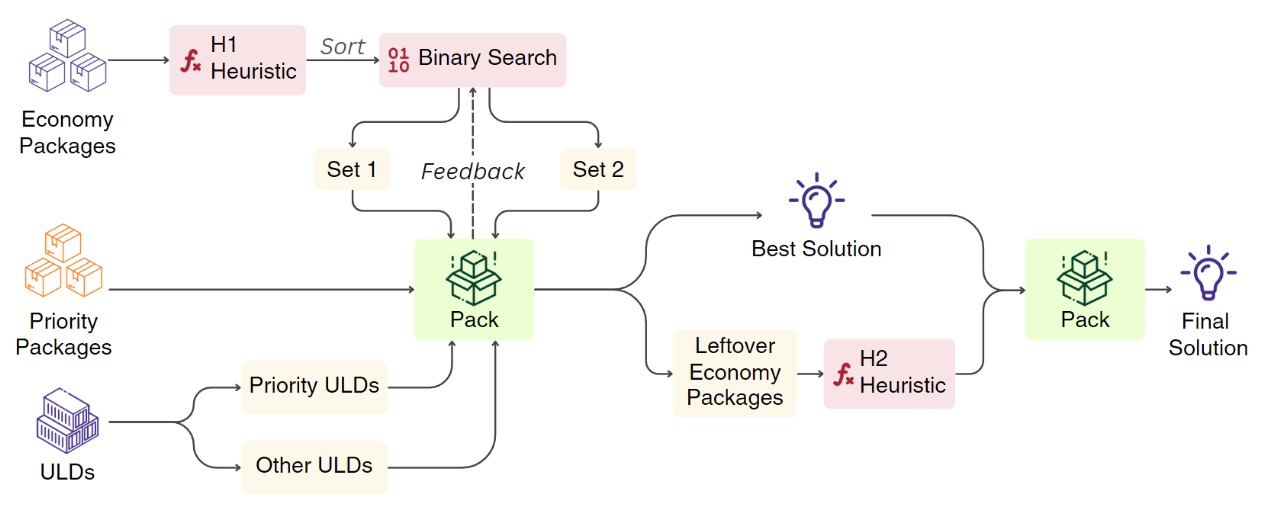 Economy
Packages
H1
Heuristic
Sort
01
10
Binary Search
Set 1
Feedback
Set 2
Priority
Packages
Pack
Best Solution
Pack
Final
Solution
Leftover
Economy
Packages
H2
Heuristic
Priority ULDs
Other ULDs
ULDs